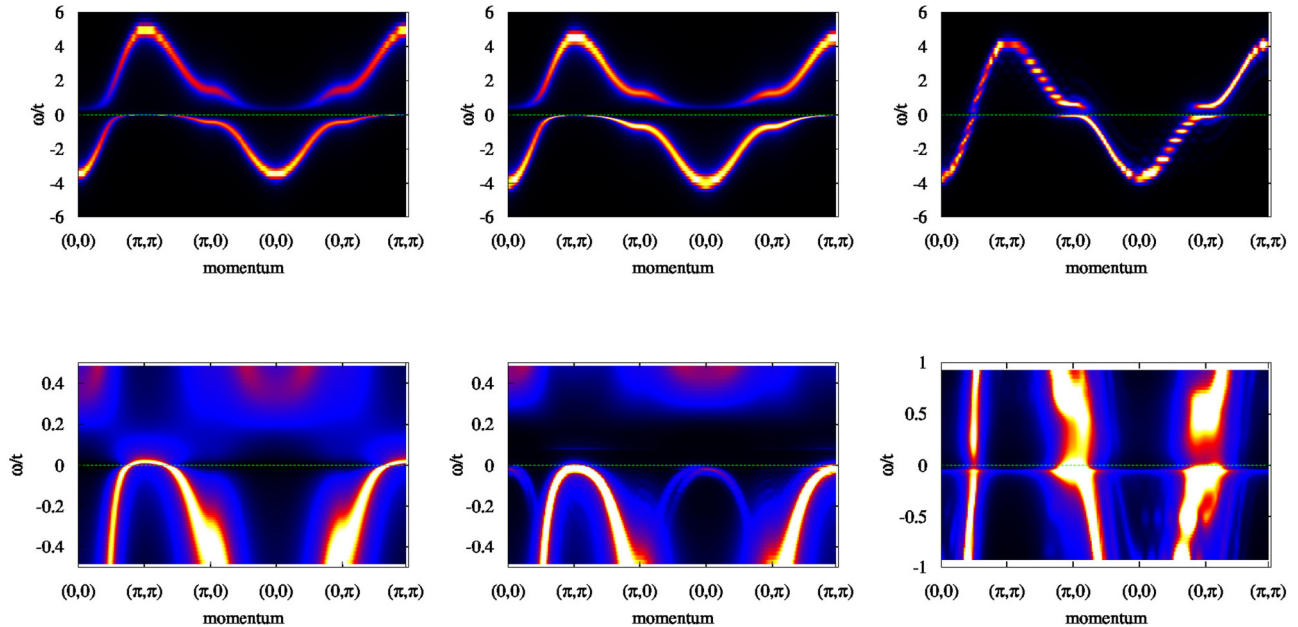 6 6 6
4 4 4
2 2 2
ω/t 0 ω/t 0 ω/t 0
-2 -2 -2
-4 -4 -4
-6 -6 -6
(0,0) (π,π) (π,0) (0,0) (0,π) (π,π) (0,0) (π,π) (π,0) (0,0) (0,π) (π,π) (0,0) (π,π) (π,0) (0,0) (0,π) (π,π)
momentum momentum momentum
0.4 0.4 1
0.2 0.2 0.5
ω/t 0 ω/t 0 ω/t 0
-0.2 -0.2 -0.5
-0.4 -0.4 -1
(0,0) (π,π) (π,0) (0,0) (0,π) (π,π) (0,0) (π,π) (π,0) (0,0) (0,π) (π,π) (0,0) (π,π) (π,0) (0,0) (0,π) (π,π)
momentum momentum momentum